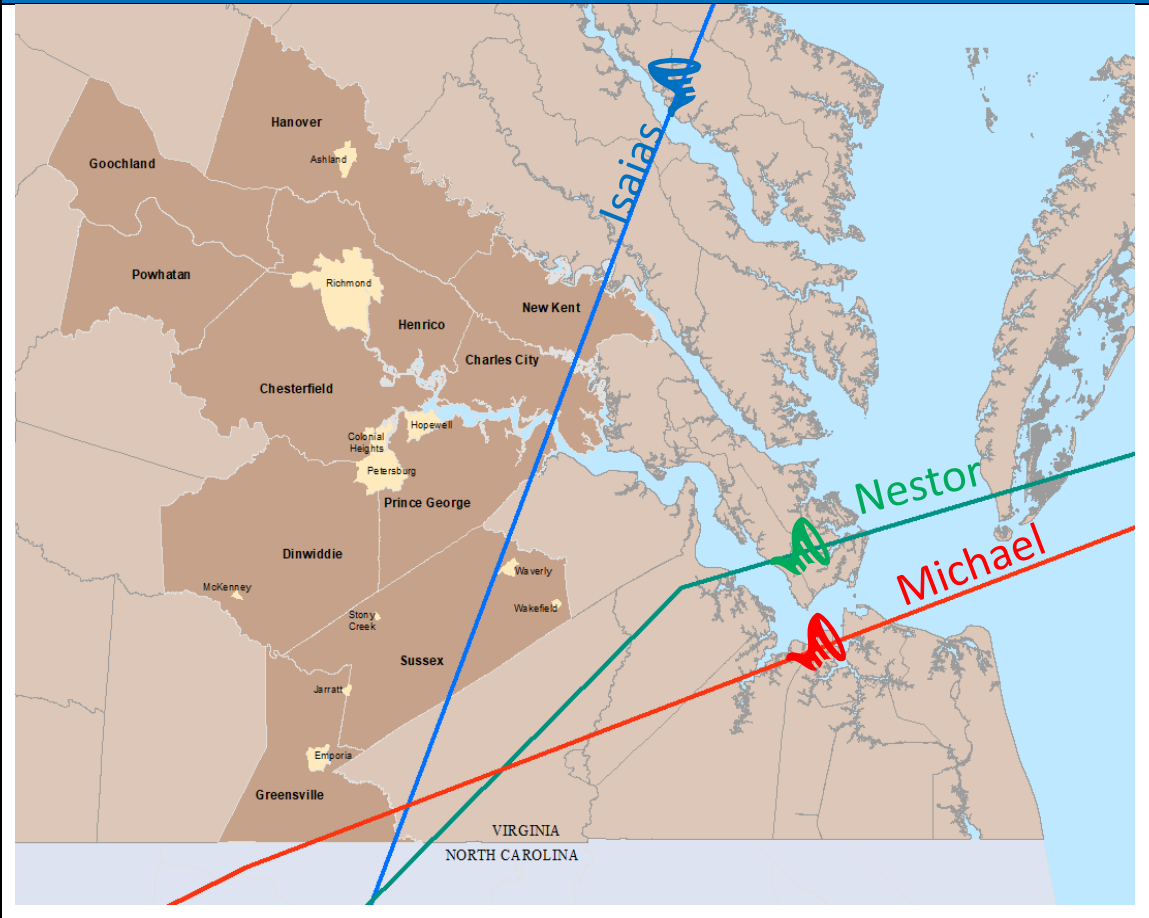 Hanover
Ashland
Goochland
Isaias
Powhatan
Richmond
New Kent
Henrico
Charles City
Chesterfield
Hopewell
Colonial
Heights
Petersburg
Nestor
Prince George
Dinwiddie
Michael
Waverly
McKenney
Wakefield
Stony
Creek
Sussex
Jarratt
Emporia
Greensville
VIRGINIA
NORTH CAROLINA